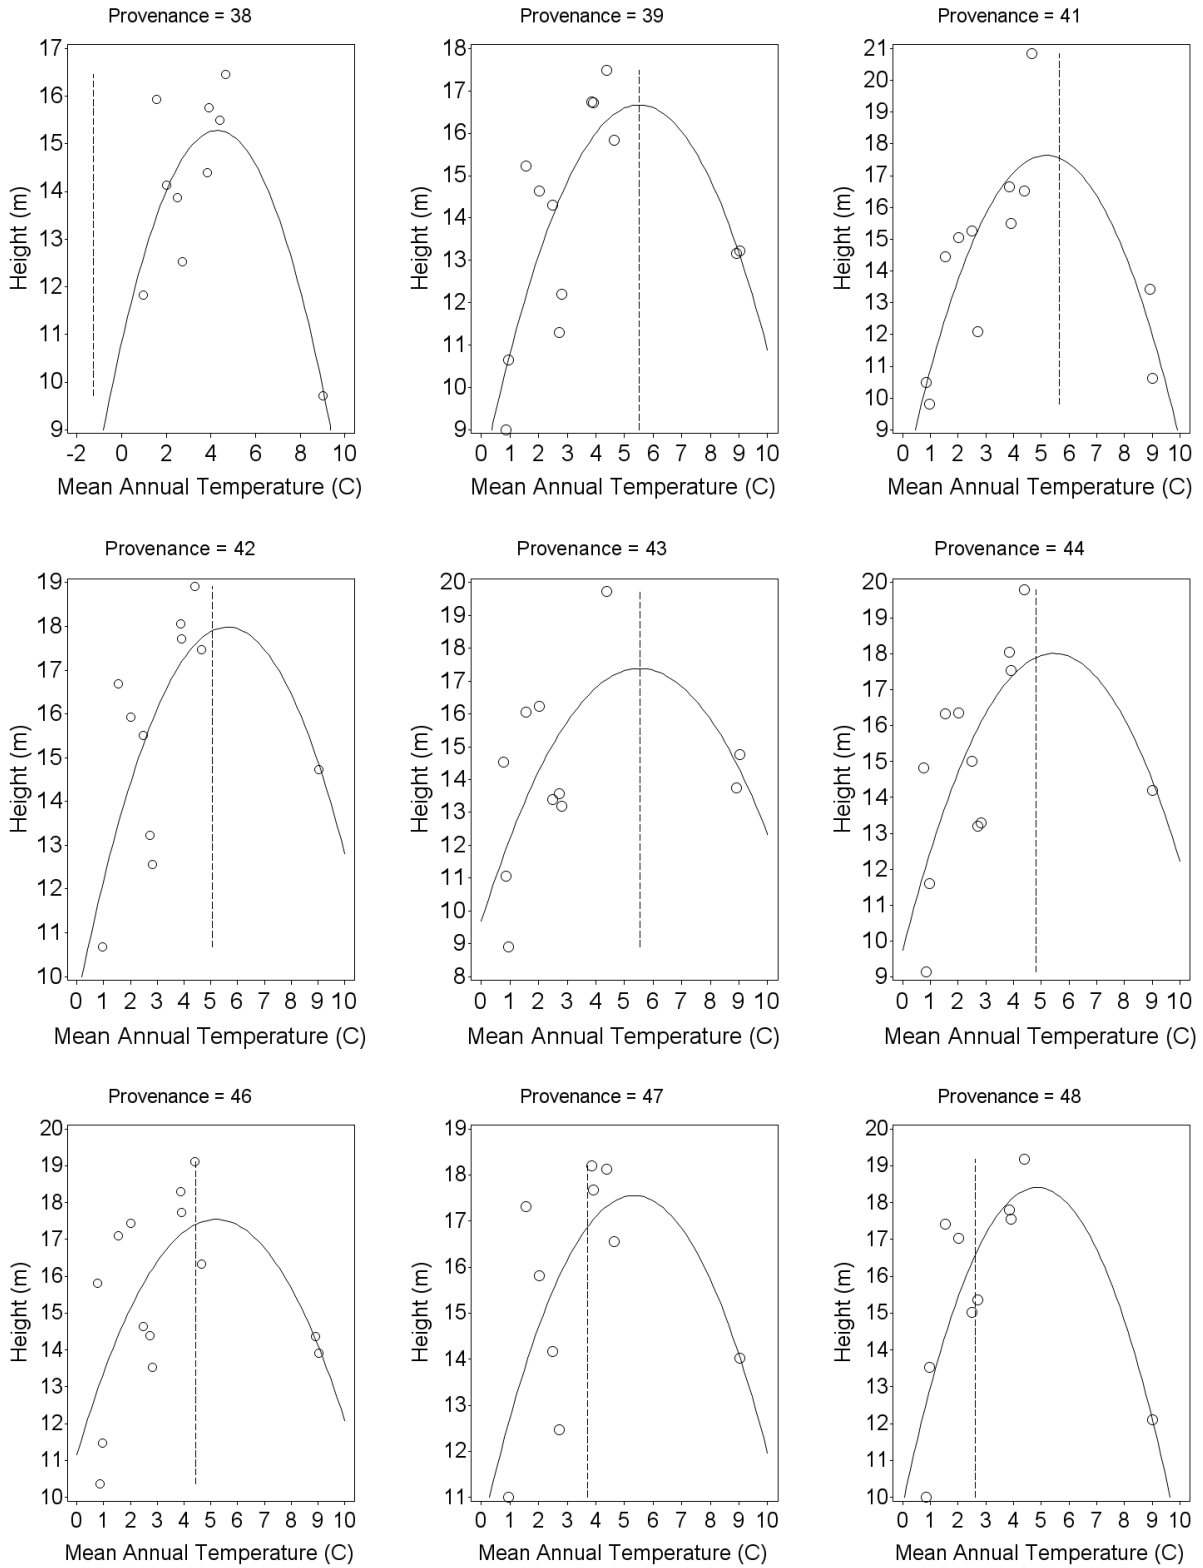 Provenance = 38
Height (m)
17
16
15
14
13
12
11
10
9
-2 0 2 4 6 8 10
Mean Annual Temperature (C)
Provenance = 39
Height (m)
18
17
16
15
14
13
12
11
10
9
0 1 2 3 4 5 6 7 8 9 10
Mean Annual Temperature (C)
Provenance = 41
Height (m)
21
20
19
18
17
16
15
14
13
12
11
10
9
0 1 2 3 4 5 6 7 8 9 10
Mean Annual Temperature (C)
Provenance = 42
Height (m)
19
18
17
16
15
14
13
12
11
10
0 1 2 3 4 5 6 7 8 9 10
Mean Annual Temperature (C)
Provenance = 43
Height (m)
20
19
18
17
16
15
14
13
12
11
10
9
8
0 1 2 3 4 5 6 7 8 9 10
Mean Annual Temperature (C)
Provenance = 44
Height (m)
20
19
18
17
16
15
14
13
12
11
10
9
0 1 2 3 4 5 6 7 8 9 10
Mean Annual Temperature (C)
Provenance = 46
Height (m)
20
19
18
17
16
15
14
13
12
11
10
0 1 2 3 4 5 6 7 8 9 10
Mean Annual Temperature (C)
Provenance = 47
Height (m)
19
18
17
16
15
14
13
12
11
0 1 2 3 4 5 6 7 8 9 10
Mean Annual Temperature (C)
Provenance = 48
Height (m)
20
19
18
17
16
15
14
13
12
11
10
0 1 2 3 4 5 6 7 8 9 10
Mean Annual Temperature (C)